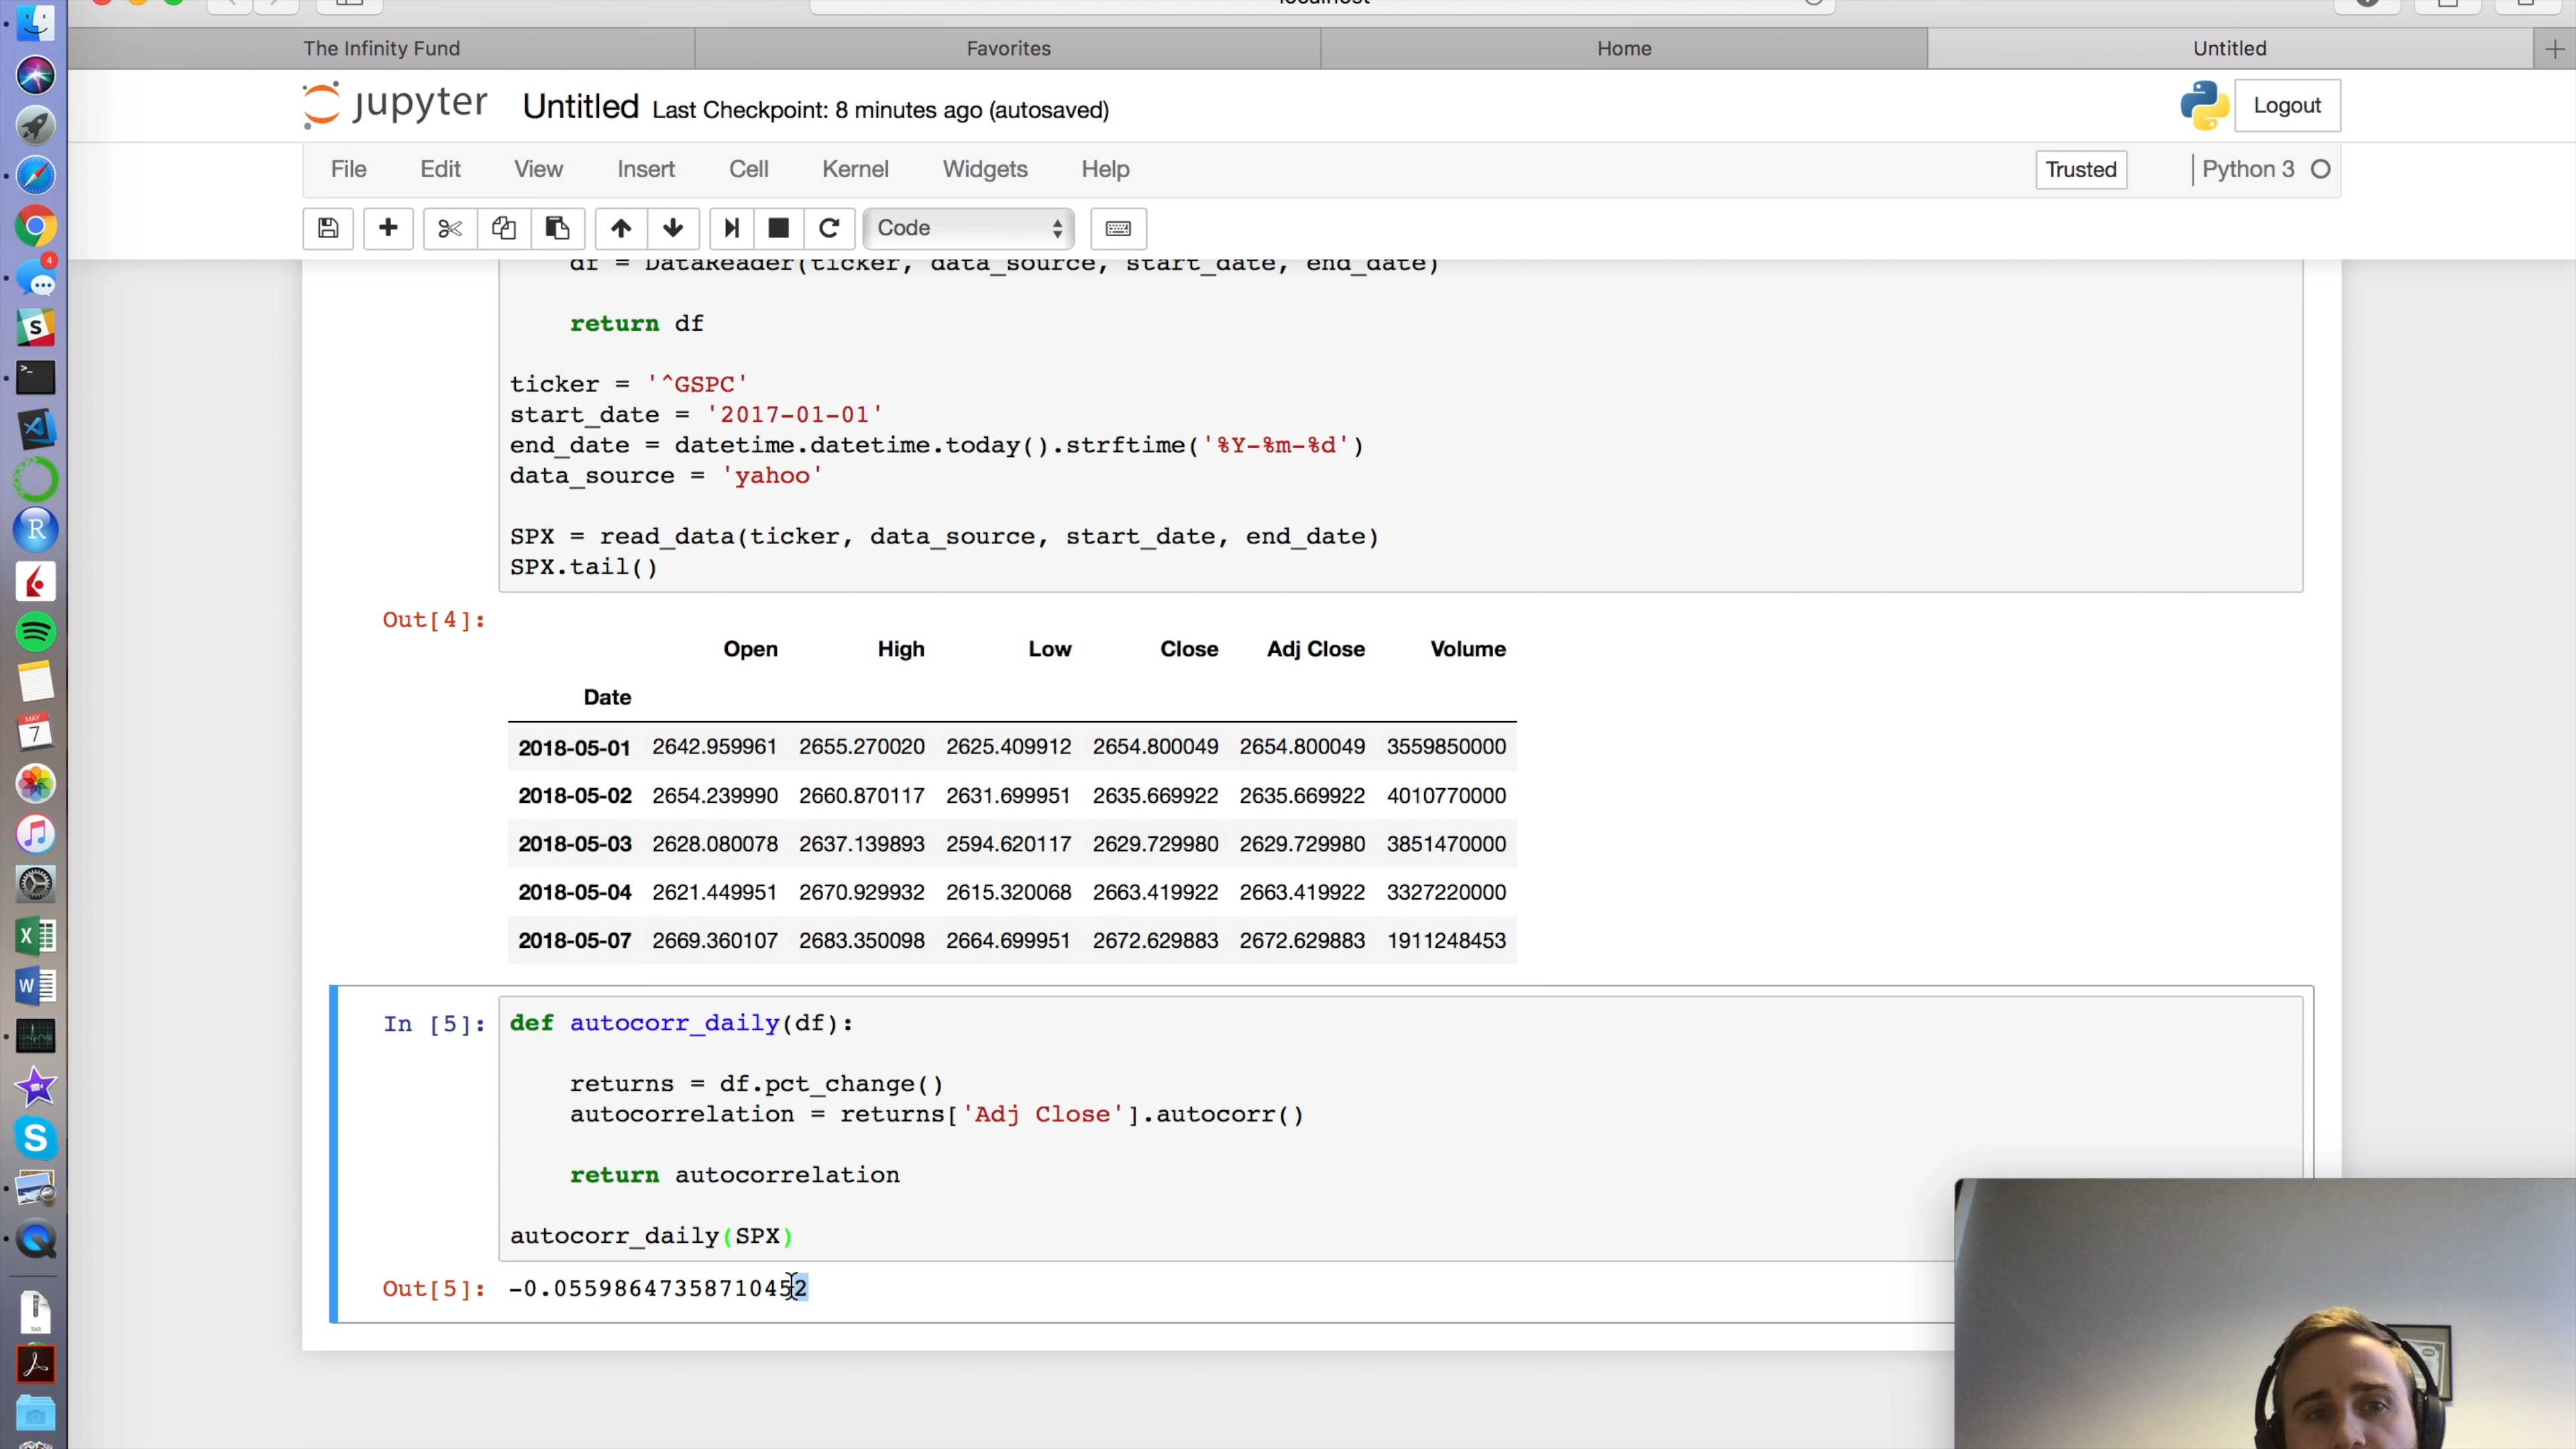 localhost
The Infinity Fund
Favorites
Home
Untitled
jupyter
Untitled Last Checkpoint: 8 minutes ago (autosaved)
Logout
File Edit View Insert Cell Kernel Widgets Help
Trusted
Python 3
Code
df = DataReader(ticker, data_source, start_date, end_date)
return df
ticker = '^GSPC'
start_date = '2017-01-01'
end_date = datetime.datetime.today().strftime('%Y-%m-%d')
data_source = 'yahoo'
SPX = read_data(ticker, data_source, start_date, end_date)
SPX.tail()
Out[4]:
Open High Low Close Adj Close Volume
Date
2018-05-01 2642.959961 2655.270020 2625.409912 2654.800049 2654.800049 3559850000
2018-05-02 2654.239990 2660.870117 2631.699951 2635.669922 2635.669922 4010770000
2018-05-03 2628.080078 2637.139893 2594.620117 2629.729980 2629.729980 3851470000
2018-05-04 2621.449951 2670.929932 2615.320068 2663.419922 2663.419922 3327220000
2018-05-07 2669.360107 2683.350098 2664.699951 2672.629883 2672.629883 1911248453
In [5]: def autocorr_daily(df):
returns = df.pct_change()
autocorrelation = returns['Adj Close'].autocorr()
return autocorrelation
autocorr_daily(SPX)
Out[5]: -0.05598647358710452
4
S
>_
R
MAY
7
X
W
S
TAR